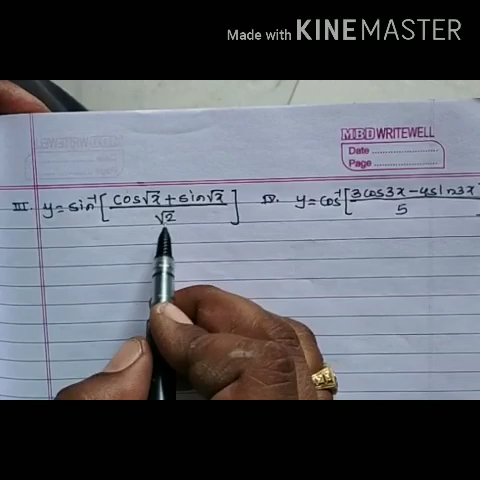 Made with KINEMASTER
MBD WRITEWELL
Date ....................
Page ....................
III. y=sin⁻¹[cos√x+sin√x/√2] IV. y=cos⁻¹[3cos3x-4sin3x/5